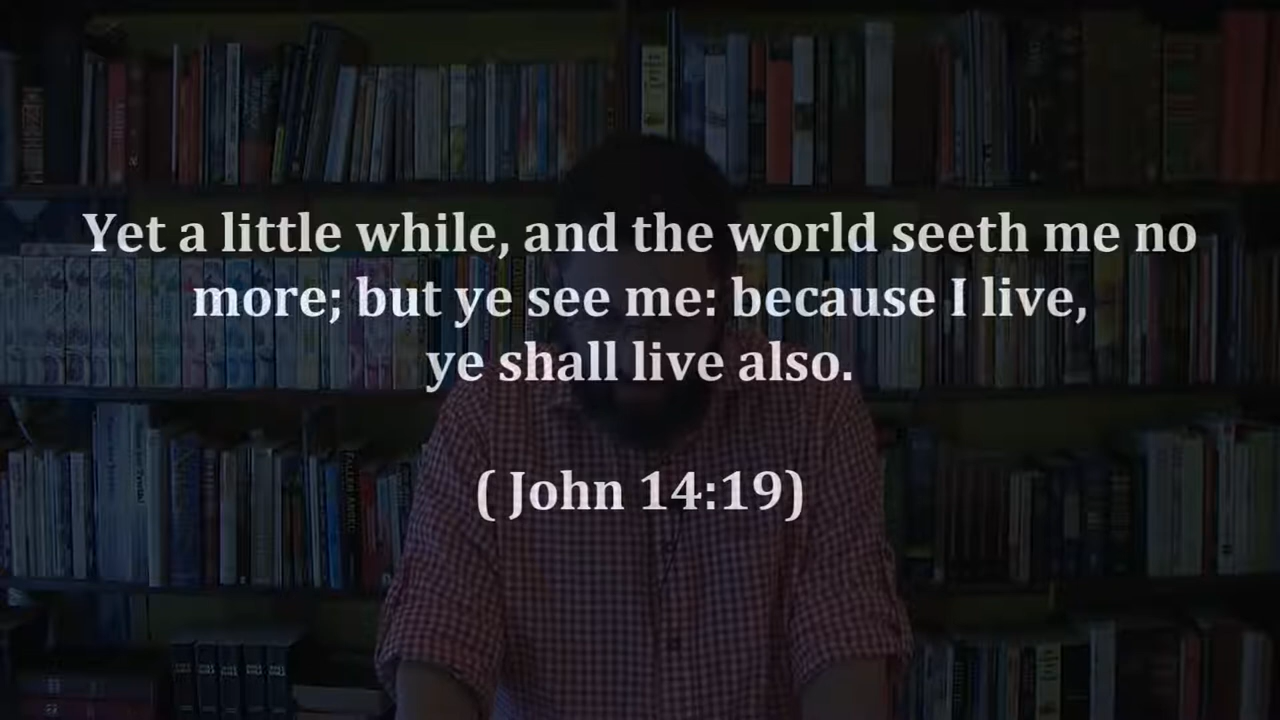 Yet a little while, and the world seeth me no
more; but ye see me: because I live,
ye shall live also.
( John 14:19)